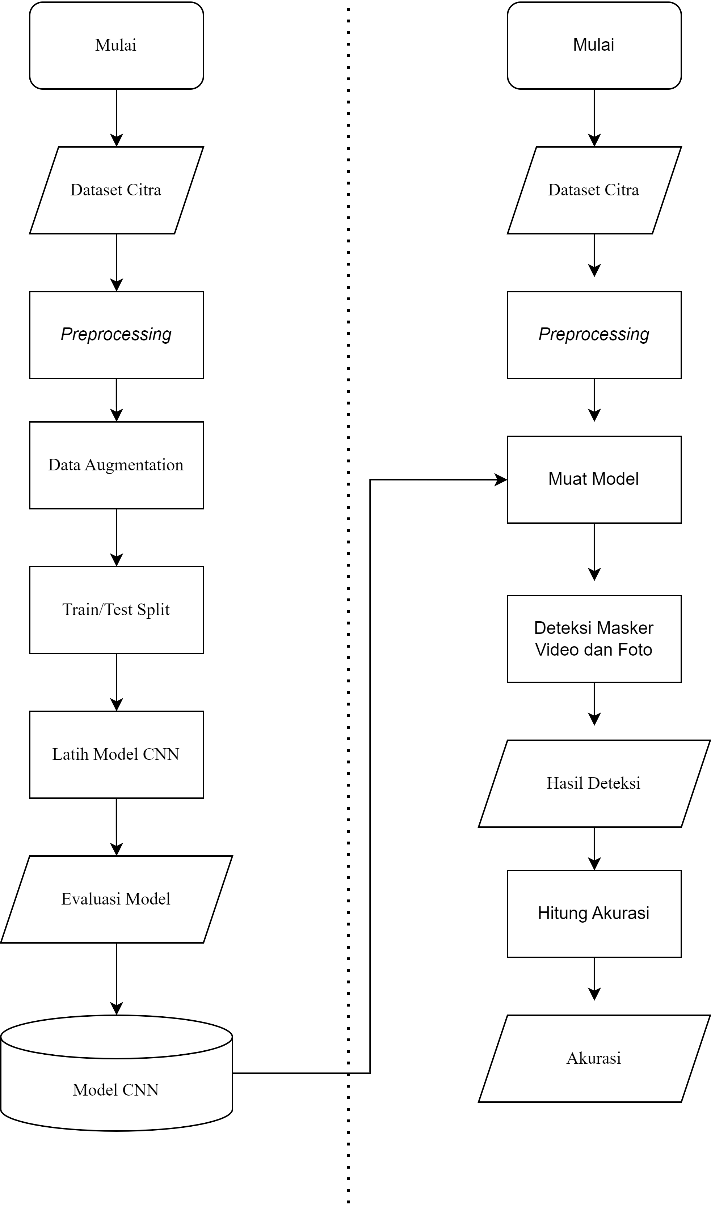 Mulai
Dataset Citra
Preprocessing
Data Augmentation
Train/Test Split
Latih Model CNN
Evaluasi Model
Model CNN
Mulai
Dataset Citra
Preprocessing
Muat Model
Deteksi Masker
Video dan Foto
Hasil Deteksi
Hitung Akurasi
Akurasi